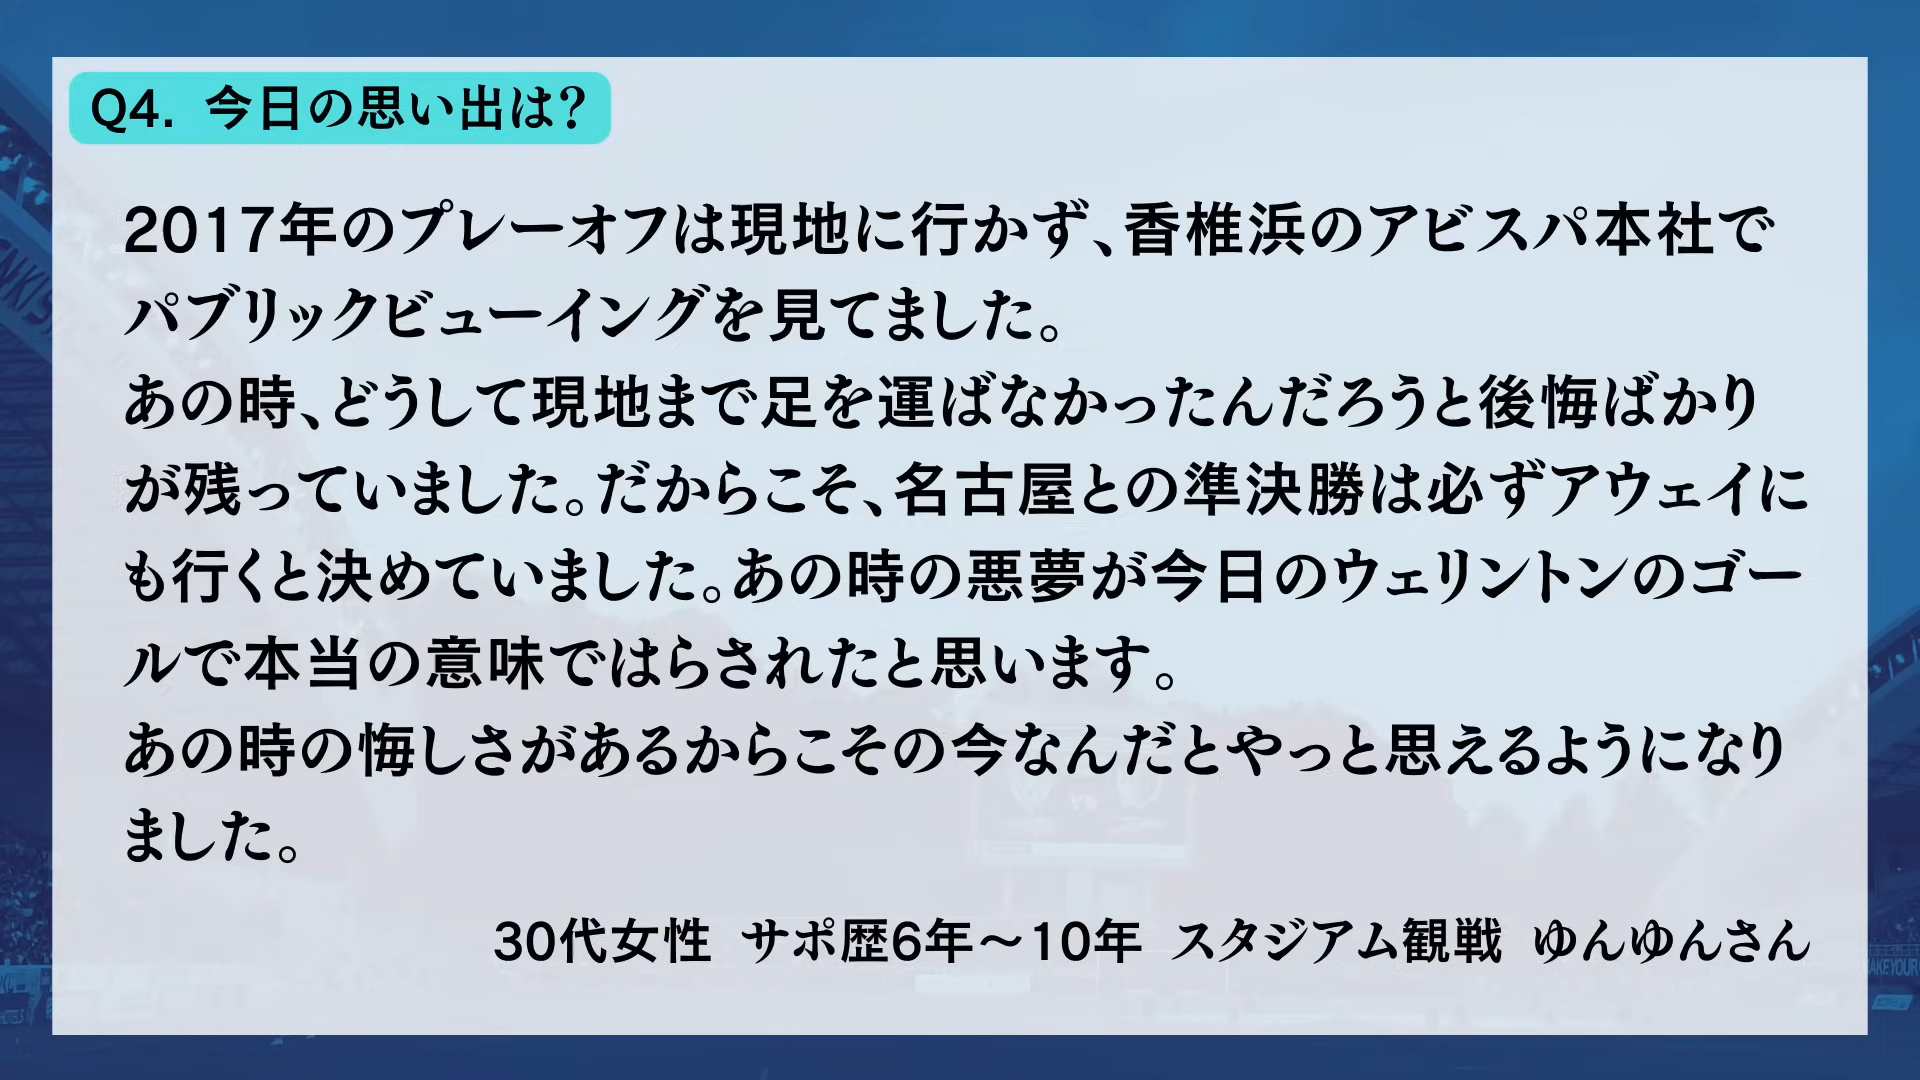 Q4. 今日の思い出は？
2017年のプレーオフは現地に行かず、香椎浜のアビスパ本社で
パブリックビューイングを見てました。
あの時、どうして現地まで足を運ばなかったんだろうと後悔ばかり
が残っていました。だからこそ、名古屋との準決勝は必ずアウェイに
も行くと決めていました。あの時の悪夢が今日のウェリントンのゴー
ルで本当の意味ではらされたと思います。
あの時の悔しさがあるからこその今なんだとやっと思えるようになり
ました。
30代女性 サポ歴6年～10年 スタジアム観戦 ゆんゆんさん